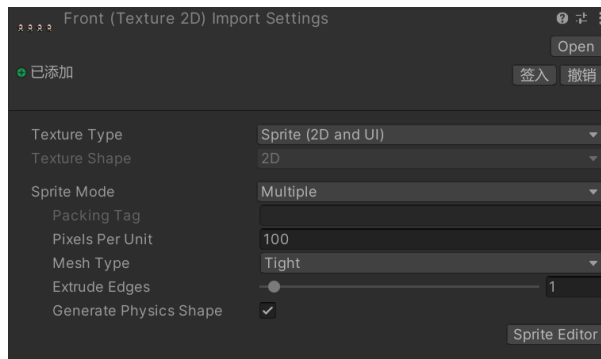 Front (Texture 2D) Import Settings
Open
已添加
签入 撤销
Texture Type Sprite (2D and UI)
Texture Shape 2D
Sprite Mode Multiple
Packing Tag
Pixels Per Unit 100
Mesh Type Tight
Extrude Edges 1
Generate Physics Shape
Sprite Editor